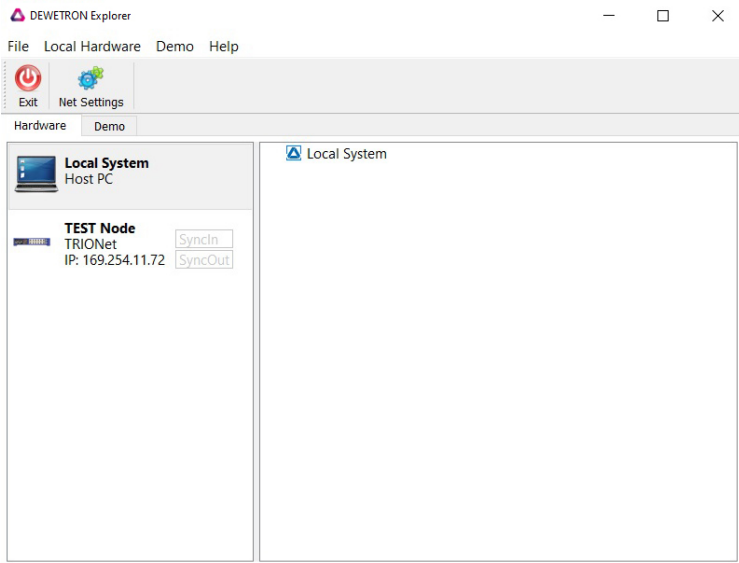 DEWETRON Explorer
File Local Hardware Demo Help
Exit Net Settings
Hardware Demo
Local System
Host PC
TEST Node
TRIONet
IP: 169.254.11.72
SyncIn
SyncOut
Local System